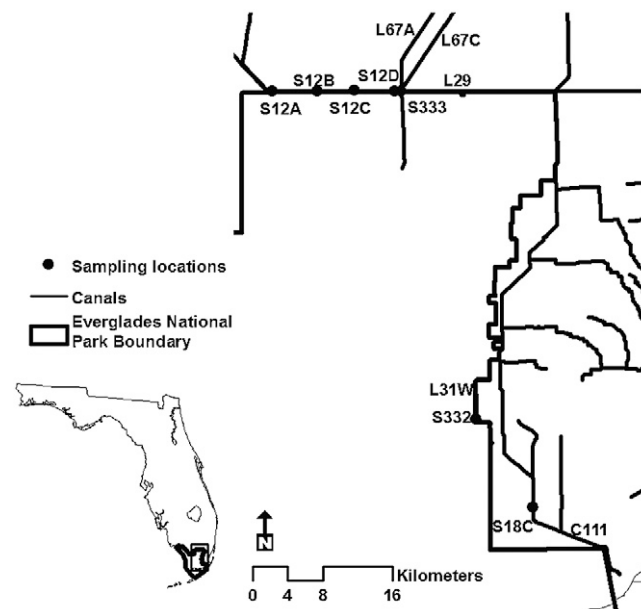 L67A
L67C
S12B
S12D
L29
S12A
S12C
S333
Sampling locations
Canals
Everglades National
Park Boundary
L31W
S332
S18C
C111
N
Kilometers
0 4 8 16